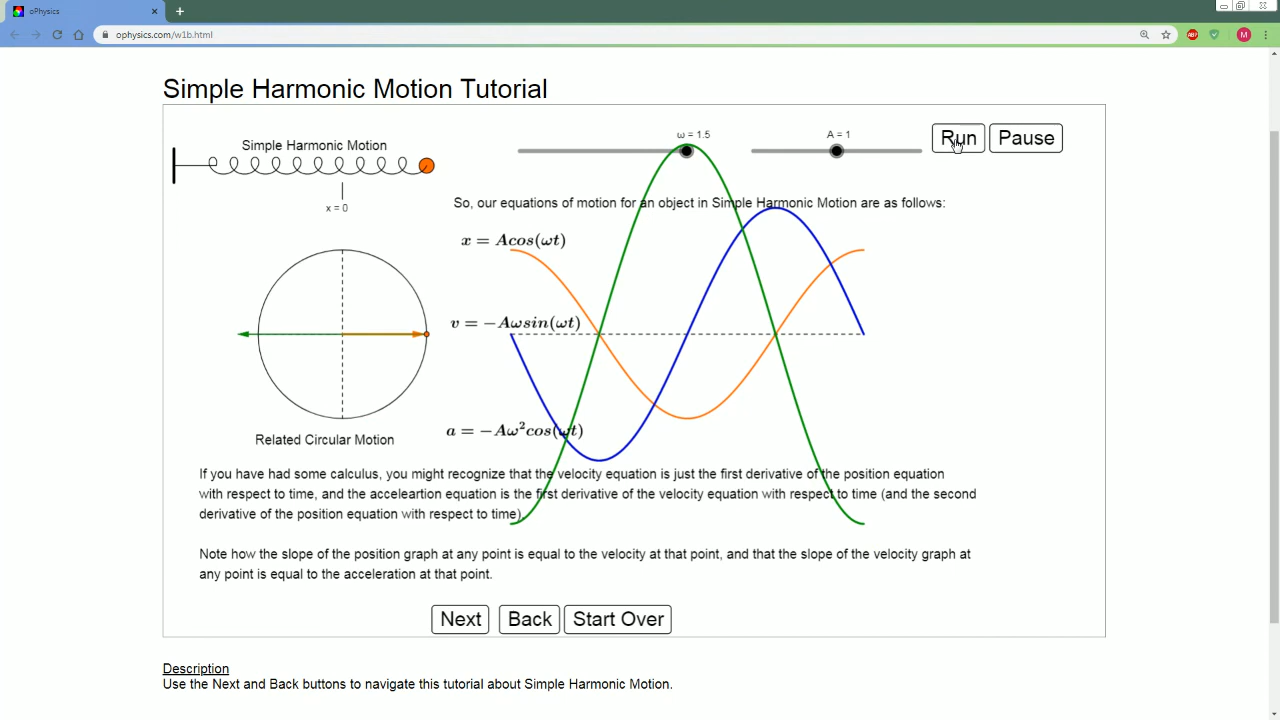 oPhysics
ophysics.com/w1b.html
ABP
M
Simple Harmonic Motion Tutorial
ω = 1.5
A = 1
Run
Pause
Simple Harmonic Motion
x = 0
So, our equations of motion for an object in Simple Harmonic Motion are as follows:
x = Acos(ωt)
v = −Aωsin(ωt)
a = −Aω²cos(ωt)
Related Circular Motion
If you have had some calculus, you might recognize that the velocity equation is just the first derivative of the position equation
with respect to time, and the acceleartion equation is the first derivative of the velocity equation with respect to time (and the second
derivative of the position equation with respect to time).
Note how the slope of the position graph at any point is equal to the velocity at that point, and that the slope of the velocity graph at
any point is equal to the acceleration at that point.
Next
Back
Start Over
Description
Use the Next and Back buttons to navigate this tutorial about Simple Harmonic Motion.